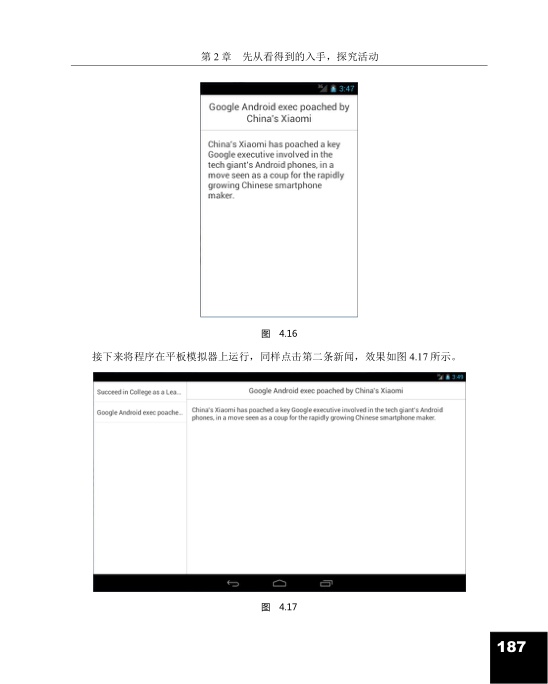 第 2 章 先从看得到的入手，探究活动
3:47
Google Android exec poached by
China's Xiaomi
China's Xiaomi has poached a key
Google executive involved in the
tech giant's Android phones, in a
move seen as a coup for the rapidly
growing Chinese smartphone
maker.
图 4.16
接下来将程序在平板模拟器上运行，同样点击第二条新闻，效果如图 4.17 所示。
Succeed in College as a Lea...
Google Android exec poache...
Google Android exec poached by China's Xiaomi
China's Xiaomi has poached a key Google executive involved in the tech giant's Android
phones, in a move seen as a coup for the rapidly growing Chinese smartphone maker.
图 4.17
187